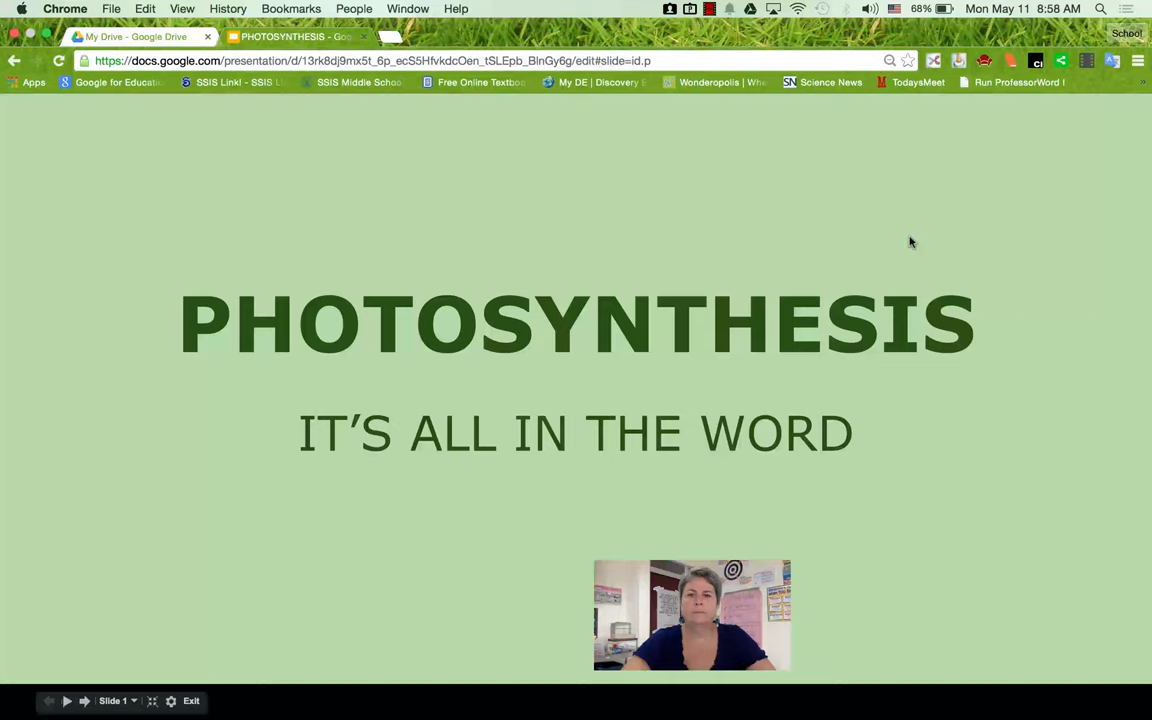 Chrome File Edit View History Bookmarks People Window Help 68% Mon May 11 8:58 AM
My Drive - Google Drive PHOTOSYNTHESIS - Goo School
https://docs.google.com/presentation/d/13rk8dj9mx5t_6p_ecS5HfvkdcOen_tSLEpb_BlnGy6g/edit#slide=id.p
Apps Google for Educati SSIS Link! - SSIS L SSIS Middle Schoo Free Online Textboo My DE | Discovery E Wonderopolis | Whe SN Science News TodaysMeet Run ProfessorWord ! »
PHOTOSYNTHESIS
IT’S ALL IN THE WORD
Slide 1 Exit